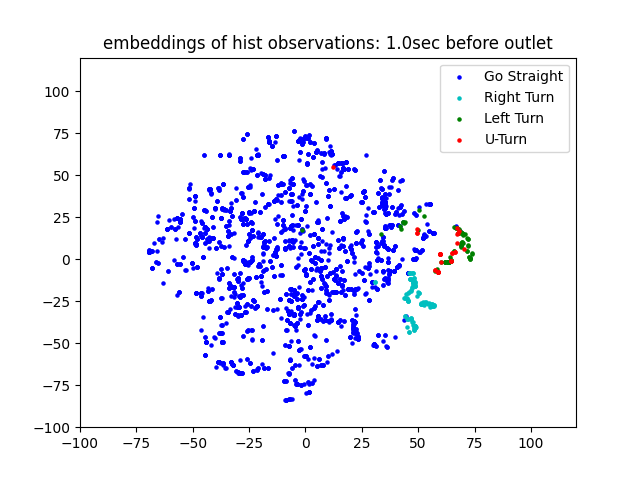 embeddings of hist observations: 1.0sec before outlet
Go Straight
Right Turn
Left Turn
U-Turn
100
75
50
25
0
−25
−50
−75
−100
−100 −75 −50 −25 0 25 50 75 100